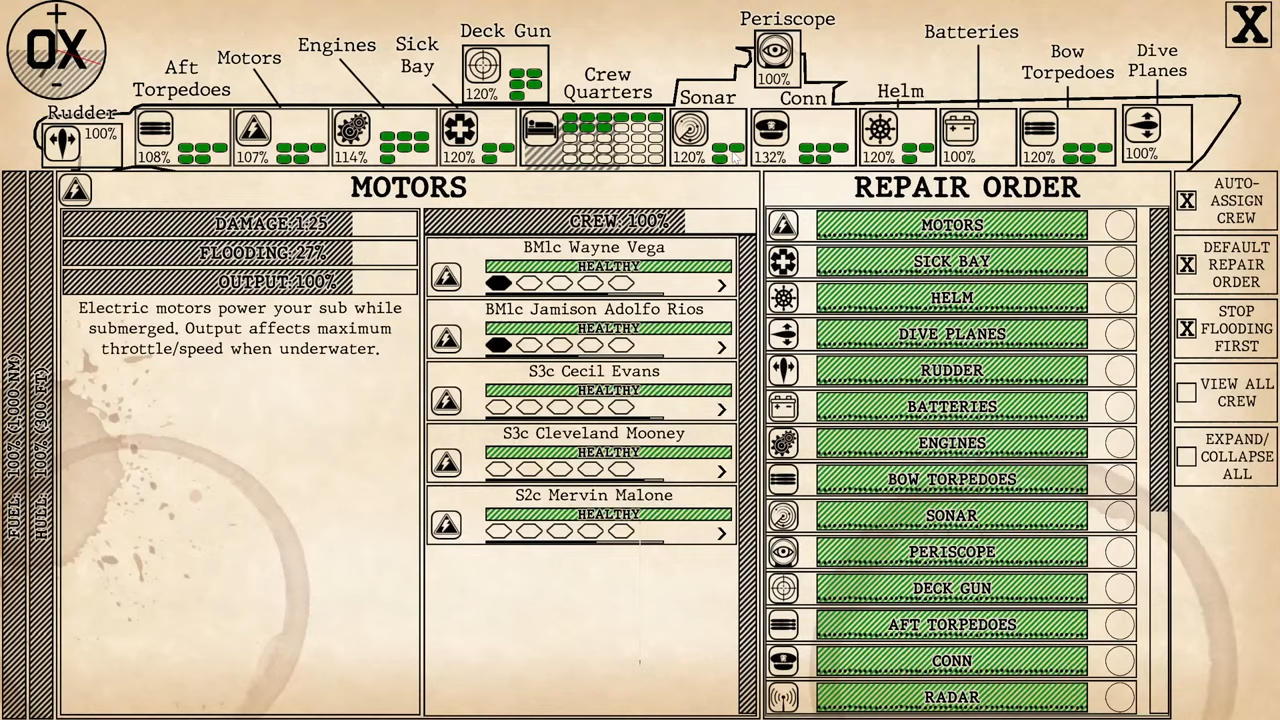 OX
X
Periscope
100%
Deck Gun
120%
Batteries
Engines
Sick
Bay
Motors
Aft
Torpedoes
Crew
Quarters
Bow
Torpedoes
Dive
Planes
Sonar
Conn
Helm
Rudder
100%
108%
107%
114%
120%
120%
132%
120%
100%
120%
100%
FUEL: 100%
HULL: 100%
MOTORS
DAMAGE:125
FLOODING:27%
OUTPUT:100%
Electric motors power your sub while
submerged. Output affects maximum
throttle/speed when underwater.
CREW:100%
BM1c Wayne Vega
HEALTHY
BM1c Jamison Adolfo Rios
HEALTHY
S3c Cecil Evans
HEALTHY
S3c Cleveland Mooney
HEALTHY
S2c Mervin Malone
HEALTHY
REPAIR ORDER
MOTORS
SICK BAY
HELM
DIVE PLANES
RUDDER
BATTERIES
ENGINES
BOW TORPEDOES
SONAR
PERISCOPE
DECK GUN
AFT TORPEDOES
CONN
RADAR
X
AUTO-
ASSIGN
CREW
X
DEFAULT
REPAIR
ORDER
X
STOP
FLOODING
FIRST
VIEW ALL
CREW
EXPAND/
COLLAPSE
ALL